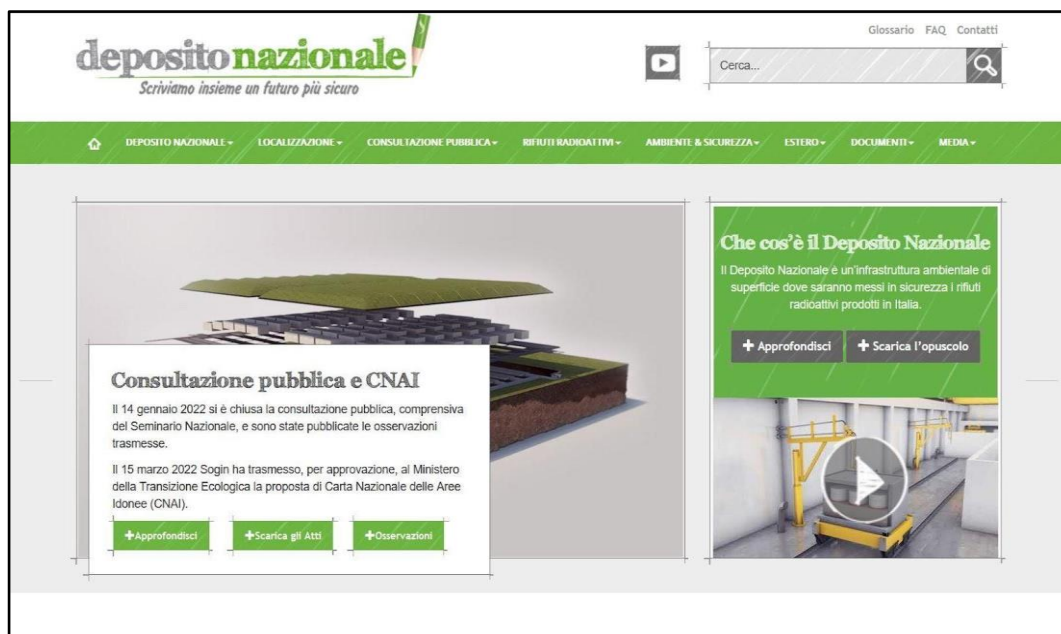 Glossario FAQ Contatti
depositonazionale
Scriviamo insieme un futuro più sicuro
Cerca...
DEPOSITO NAZIONALE LOCALIZZAZIONE CONSULTAZIONE PUBBLICA RIFIUTI RADIOATTIVI AMBIENTE & SICUREZZA ESTERO DOCUMENTI MEDIA
Consultazione pubblica e CNAI
Il 14 gennaio 2022 si è chiusa la consultazione pubblica, comprensiva
del Seminario Nazionale, e sono state pubblicate le osservazioni
trasmesse.
Il 15 marzo 2022 Sogin ha trasmesso, per approvazione, al Ministero
della Transizione Ecologica la proposta di Carta Nazionale delle Aree
Idonee (CNAI).
+Approfondisci +Scarica gli Atti +Osservazioni
Che cos'è il Deposito Nazionale
Il Deposito Nazionale è un'infrastruttura ambientale di
superficie dove saranno messi in sicurezza i rifiuti
radioattivi prodotti in Italia.
+ Approfondisci + Scarica l'opuscolo